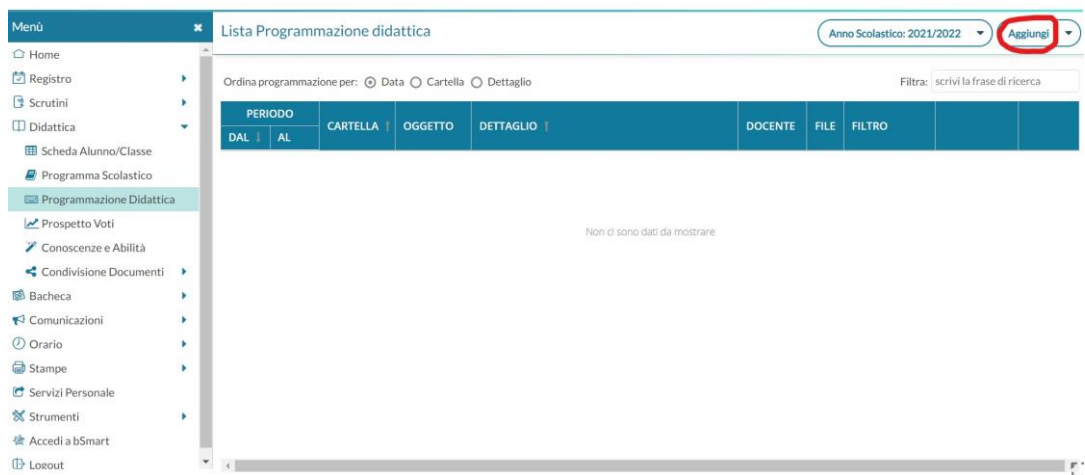 Menù
Lista Programmazione didattica
Anno Scolastico: 2021/2022
Aggiungi
Home
Registro
Scrutini
Didattica
Scheda Alunno/Classe
Programma Scolastico
Programmazione Didattica
Prospetto Voti
Conoscenze e Abilità
Condivisione Documenti
Bacheca
Comunicazioni
Orario
Stampe
Servizi Personale
Strumenti
Accedi a bSmart
Logout
Ordina programmazione per: Data Cartella Dettaglio
Filtra: scrivi la frase di ricerca
PERIODO
DAL AL
CARTELLA OGGETTO DETTAGLIO DOCENTE FILE FILTRO
Non ci sono dati da mostrare